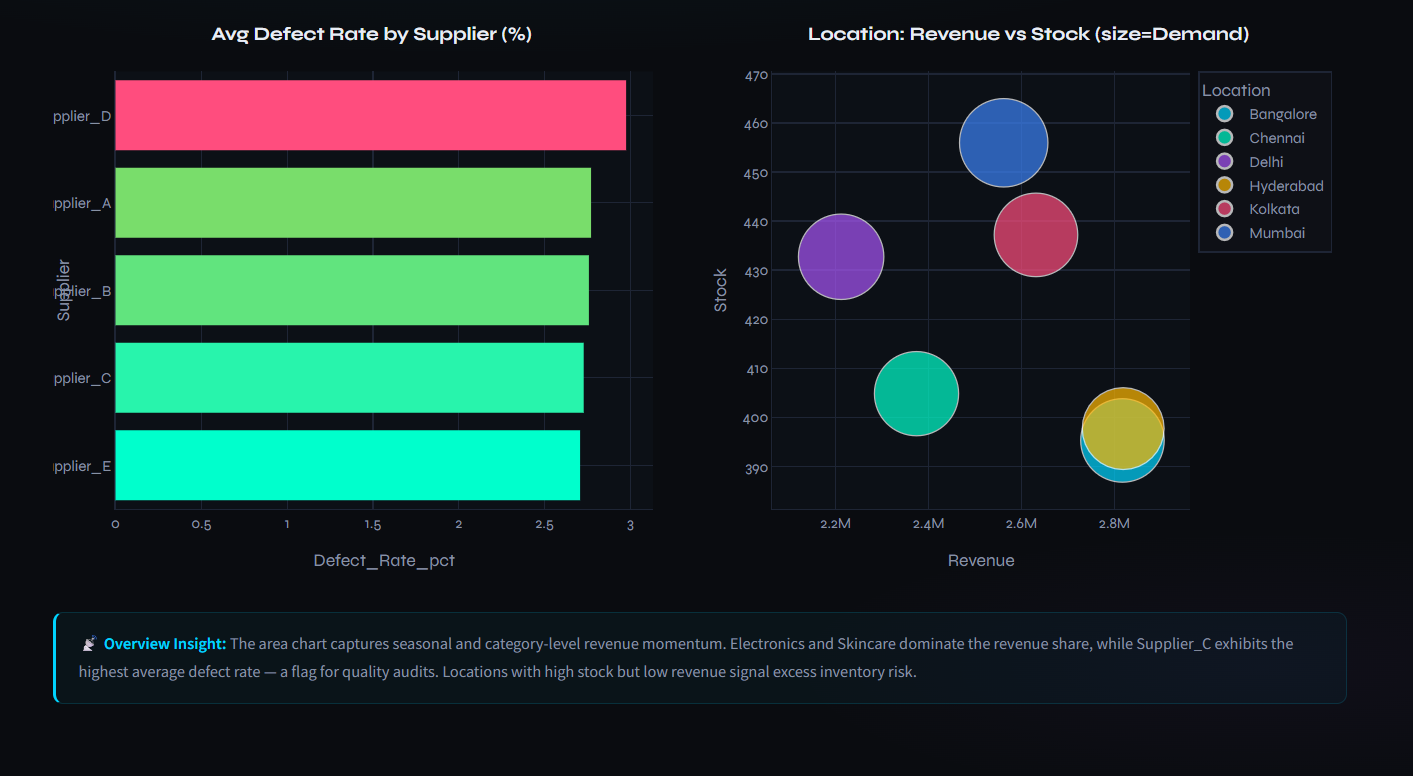 Avg Defect Rate by Supplier (%)
pplier_D
pplier_A
pplier_B
pplier_C
pplier_E
Supplier
0 0.5 1 1.5 2 2.5 3
Defect_Rate_pct
Location: Revenue vs Stock (size=Demand)
470
460
450
440
430
420
410
400
390
Stock
2.2M 2.4M 2.6M 2.8M
Revenue
Location
Bangalore
Chennai
Delhi
Hyderabad
Kolkata
Mumbai
Overview Insight: The area chart captures seasonal and category-level revenue momentum. Electronics and Skincare dominate the revenue share, while Supplier_C exhibits the
highest average defect rate — a flag for quality audits. Locations with high stock but low revenue signal excess inventory risk.